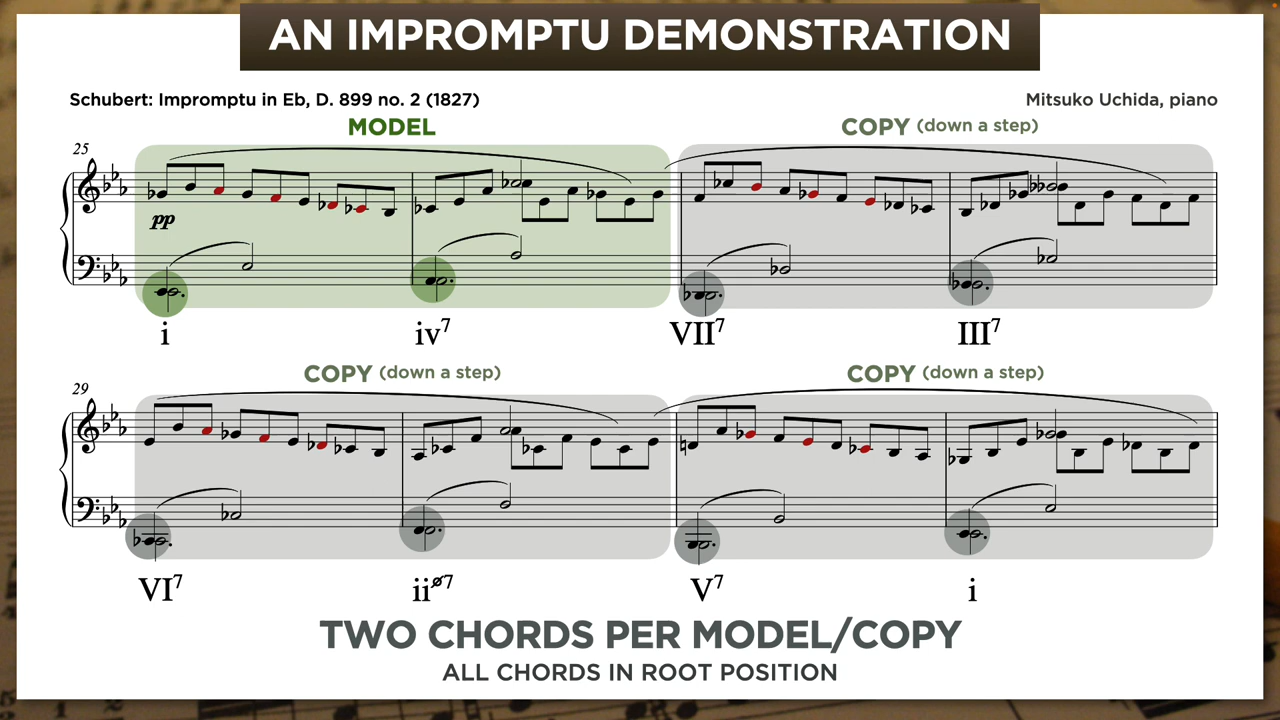 AN IMPROMPTU DEMONSTRATION
Schubert: Impromptu in Eb, D. 899 no. 2 (1827)
Mitsuko Uchida, piano
MODEL
COPY (down a step)
25
pp
i
iv7
VII7
III7
COPY (down a step)
COPY (down a step)
29
VI7
iiø7
V7
i
TWO CHORDS PER MODEL/COPY
ALL CHORDS IN ROOT POSITION